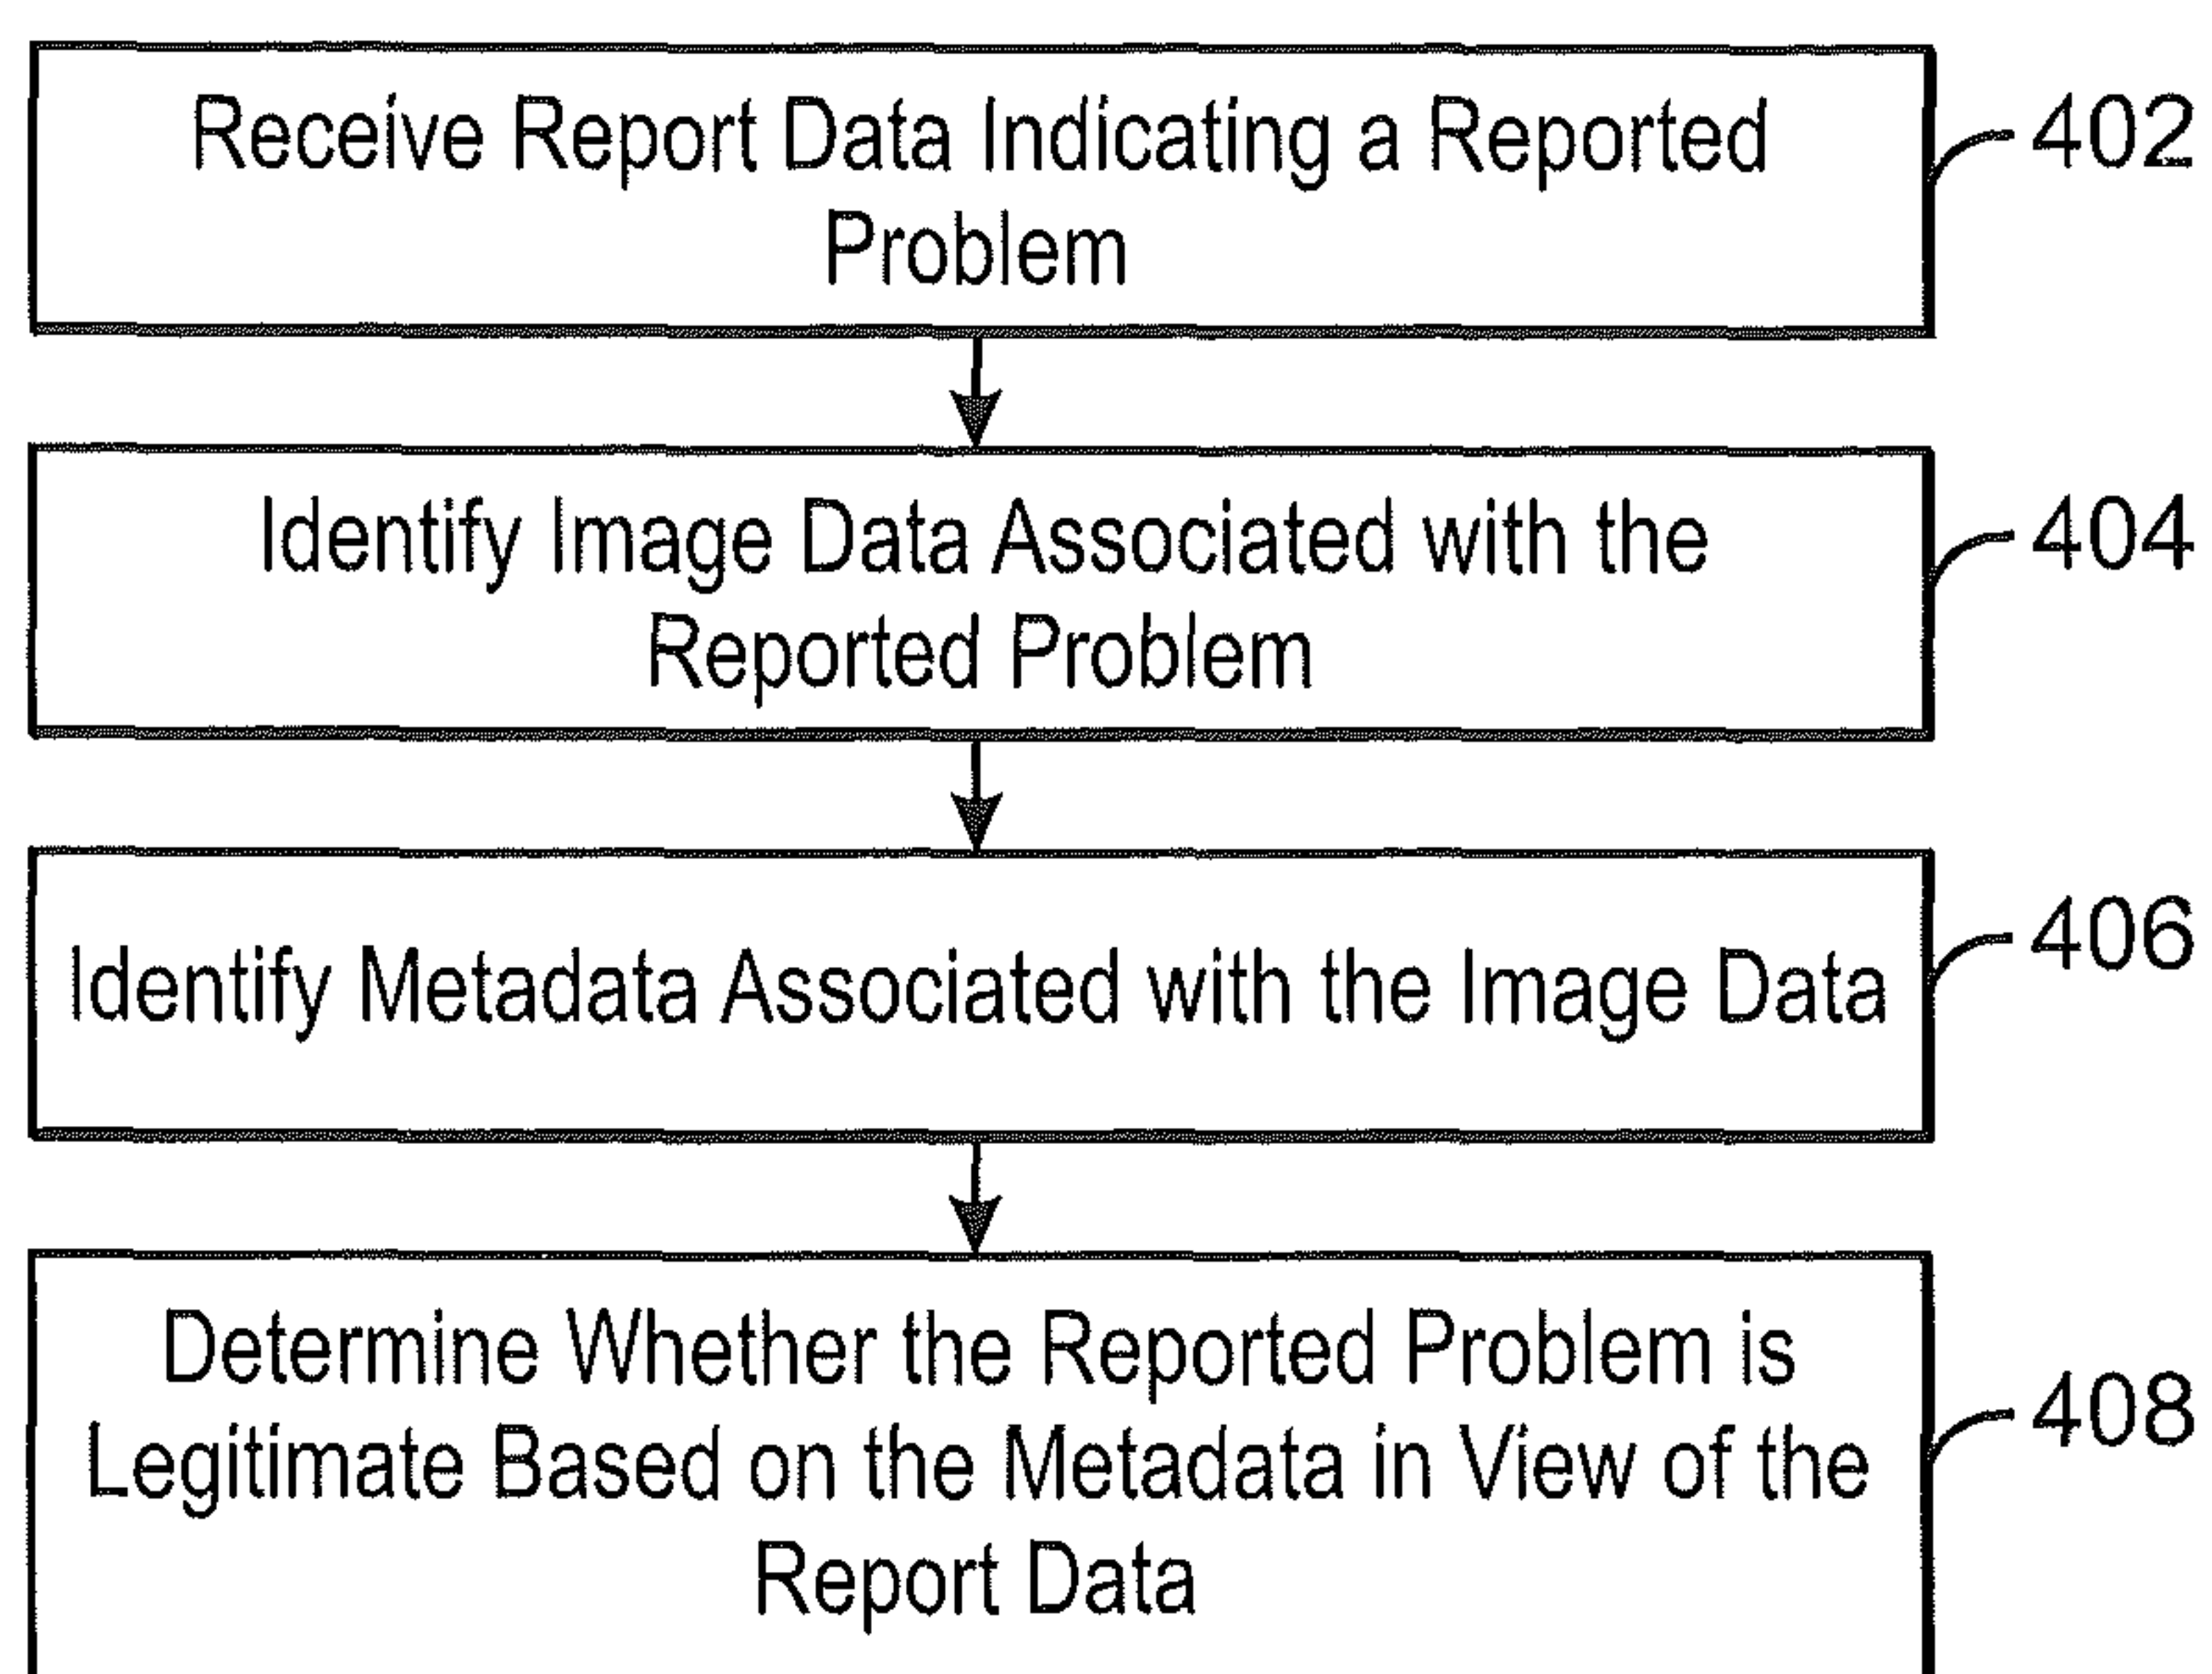 Receive Report Data Indicating a Reported
Problem
402
Identify Image Data Associated with the
Reported Problem
404
Identify Metadata Associated with the Image Data
406
Determine Whether the Reported Problem is
Legitimate Based on the Metadata in View of the
Report Data
408